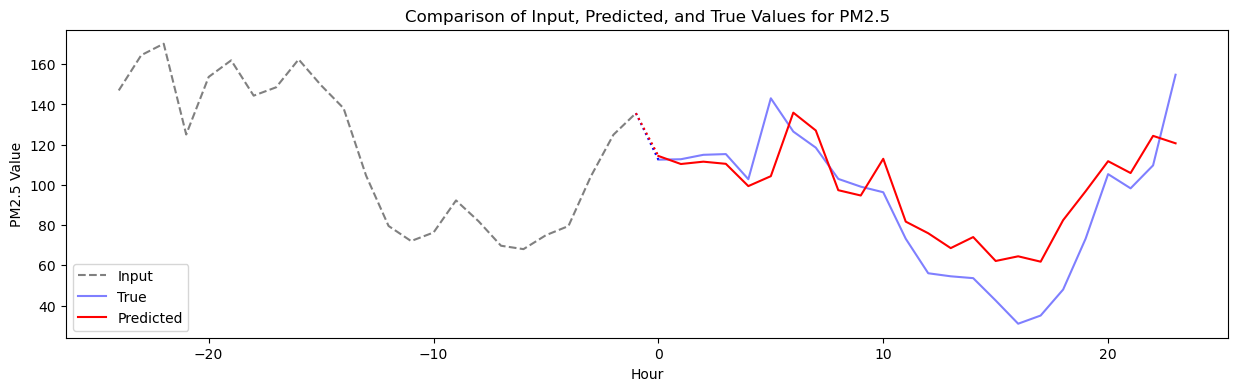 Comparison of Input, Predicted, and True Values for PM2.5
PM2.5 Value
160
140
120
100
80
60
40
Input
True
Predicted
−20
−10
0
10
20
Hour